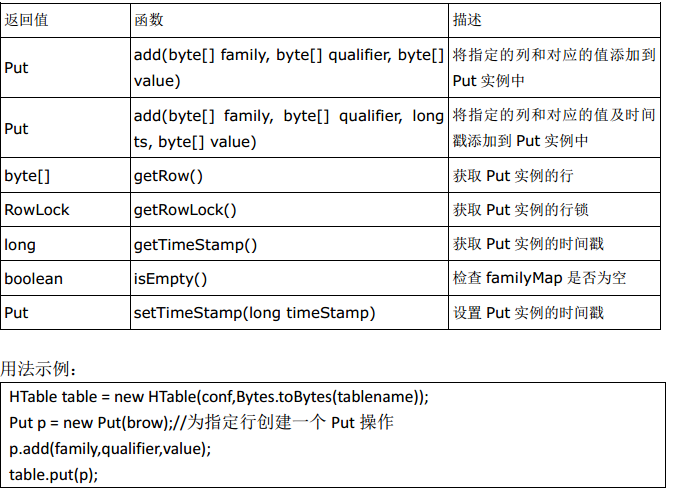 返回值 函数 描述
Put add(byte[] family, byte[] qualifier, byte[] 将指定的列和对应的值添加到
value) Put 实例中
Put add(byte[] family, byte[] qualifier, long 将指定的列和对应的值及时间
ts, byte[] value) 戳添加到 Put 实例中
byte[] getRow() 获取 Put 实例的行
RowLock getRowLock() 获取 Put 实例的行锁
long getTimeStamp() 获取 Put 实例的时间戳
boolean isEmpty() 检查 familyMap 是否为空
Put setTimeStamp(long timeStamp) 设置 Put 实例的时间戳
用法示例：
HTable table = new HTable(conf,Bytes.toBytes(tablename));
Put p = new Put(brow);//为指定行创建一个 Put 操作
p.add(family,qualifier,value);
table.put(p);